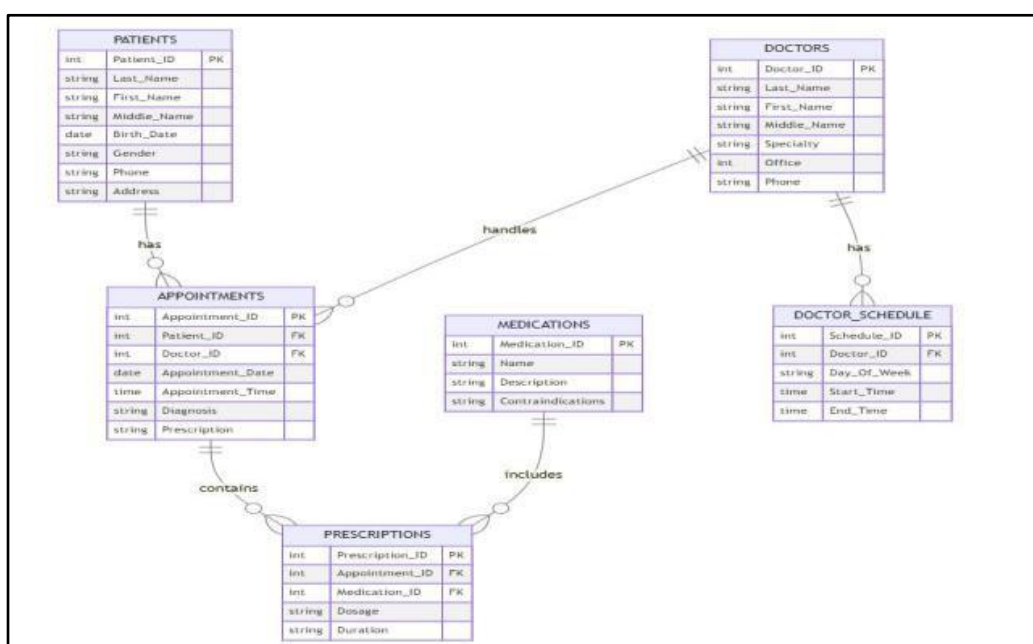 PATIENTS
int Patient_ID PK
string Last_Name
string First_Name
string Middle_Name
date Birth_Date
string Gender
string Phone
string Address
DOCTORS
int Doctor_ID PK
string Last_Name
string First_Name
string Middle_Name
string Specialty
int Office
string Phone
handles
has
has
APPOINTMENTS
int Appointment_ID PK
int Patient_ID FK
int Doctor_ID FK
date Appointment_Date
time Appointment_Time
string Diagnosis
string Prescription
MEDICATIONS
int Medication_ID PK
string Name
string Description
string Contraindications
DOCTOR_SCHEDULE
int Schedule_ID PK
int Doctor_ID FK
string Day_Of_Week
time Start_Time
time End_Time
contains
includes
PRESCRIPTIONS
int Prescription_ID PK
int Appointment_ID FK
int Medication_ID FK
string Dosage
string Duration